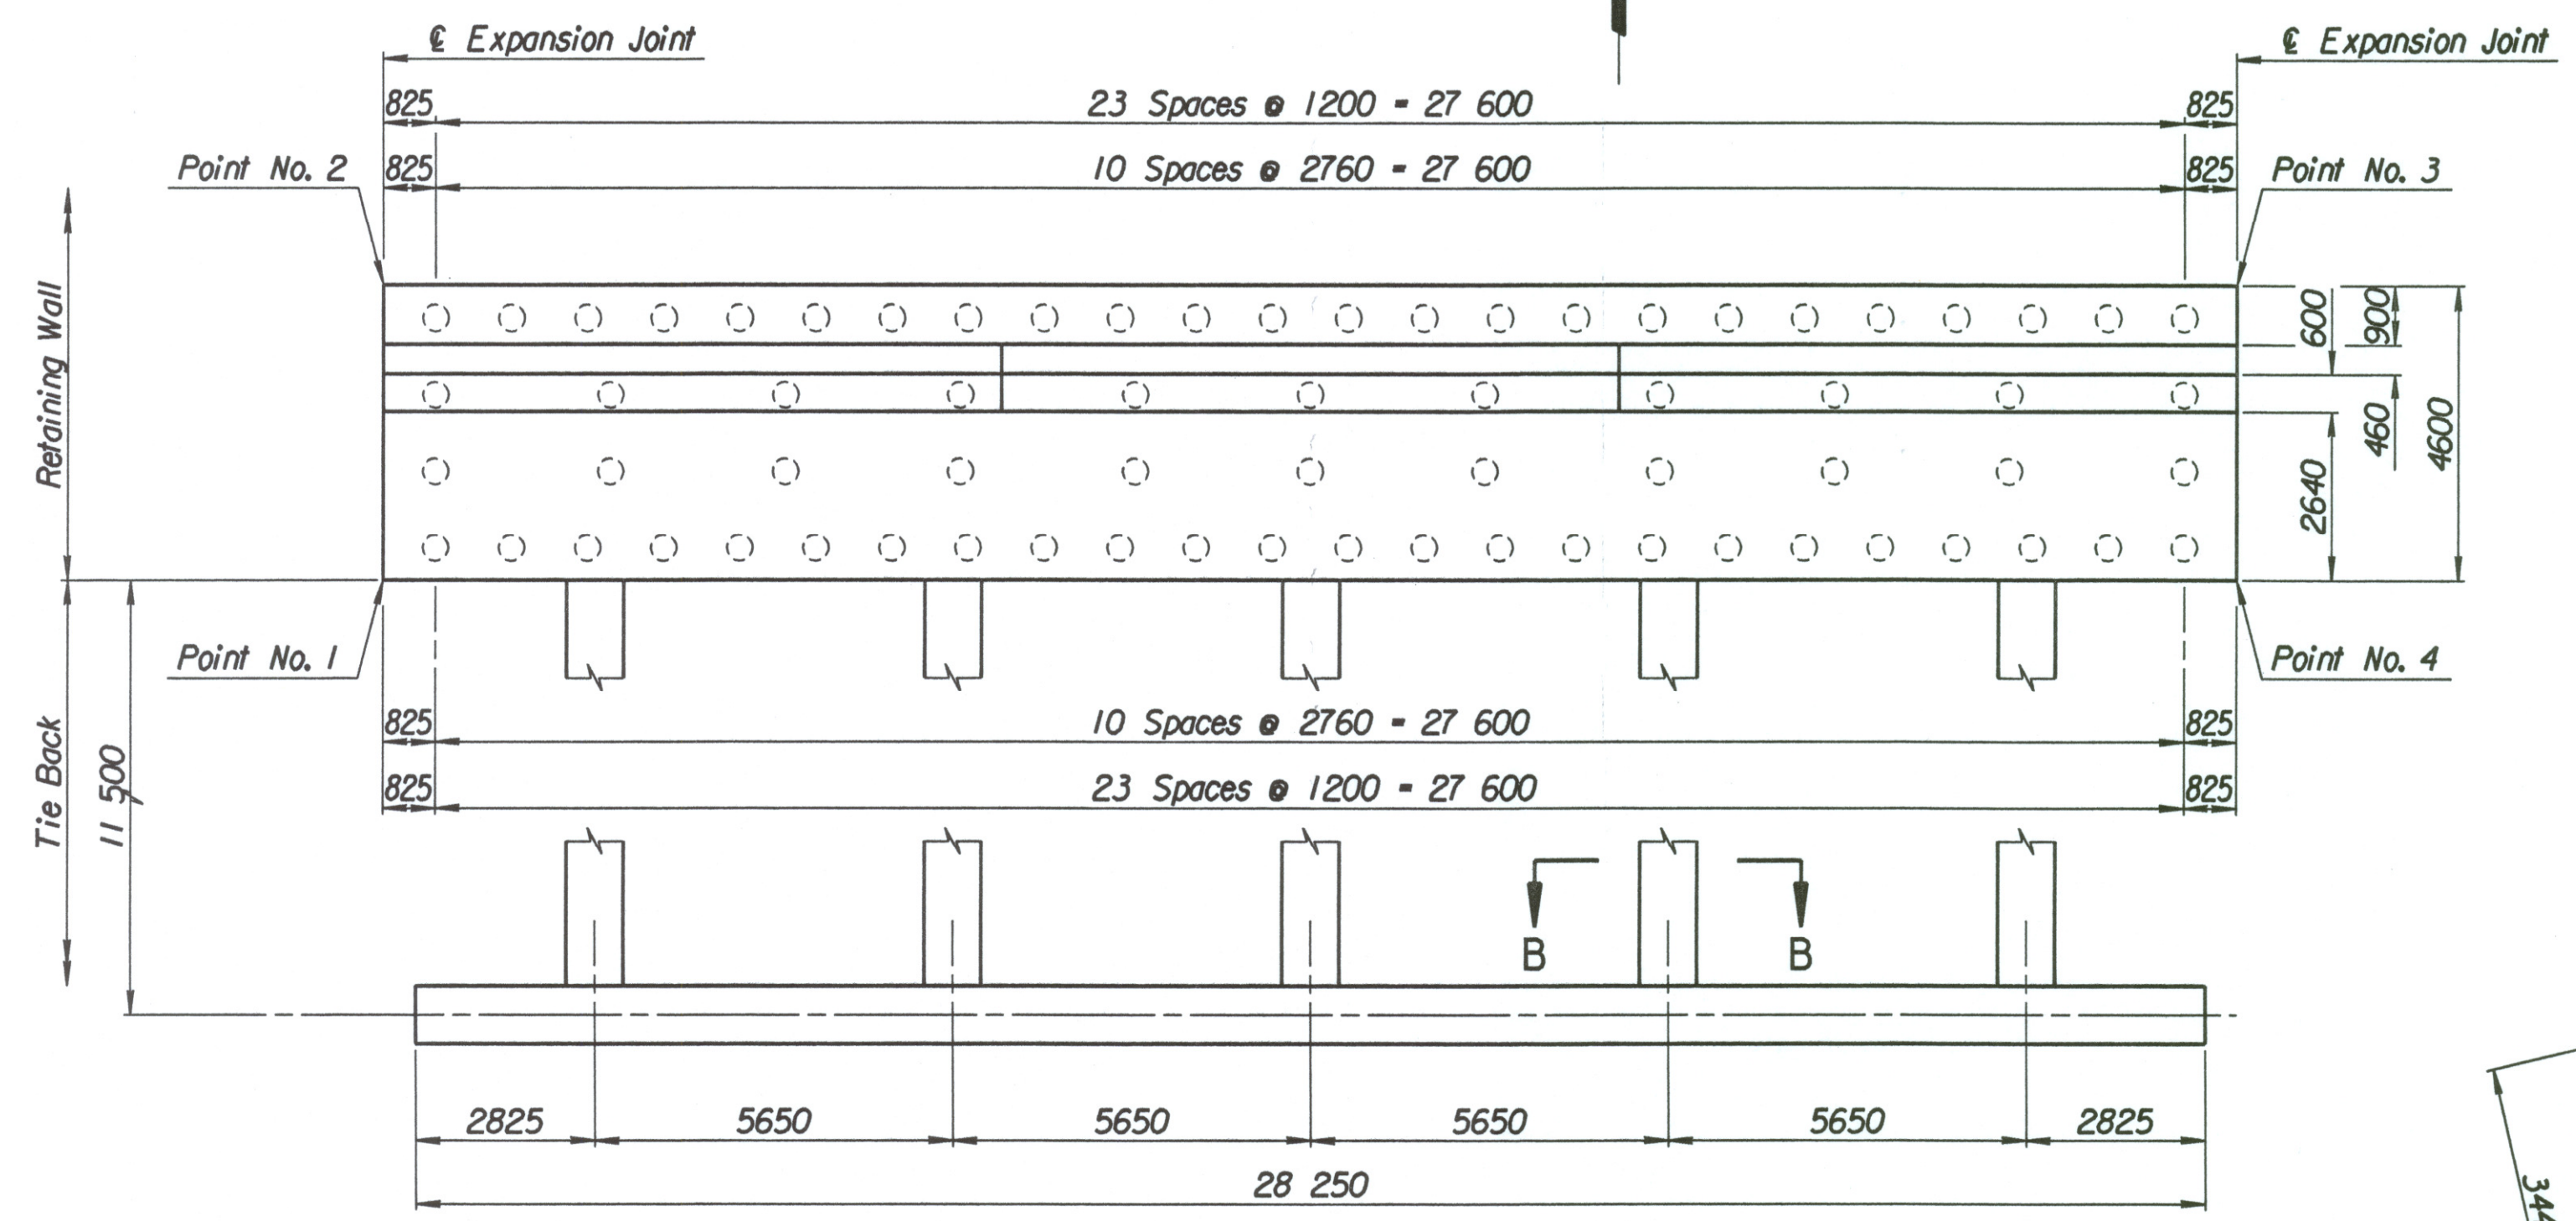 ℄ Expansion Joint
℄ Expansion Joint
825
23 Spaces @ 1200 = 27 600
825
Point No. 2
825
10 Spaces @ 2760 = 27 600
825
Point No. 3
Retaining Wall
600
900
460
4600
2640
Point No. 1
Point No. 4
825
10 Spaces @ 2760 = 27 600
825
Tie Back
11 500
825
23 Spaces @ 1200 = 27 600
825
B
B
2825
5650
5650
5650
5650
2825
28 250